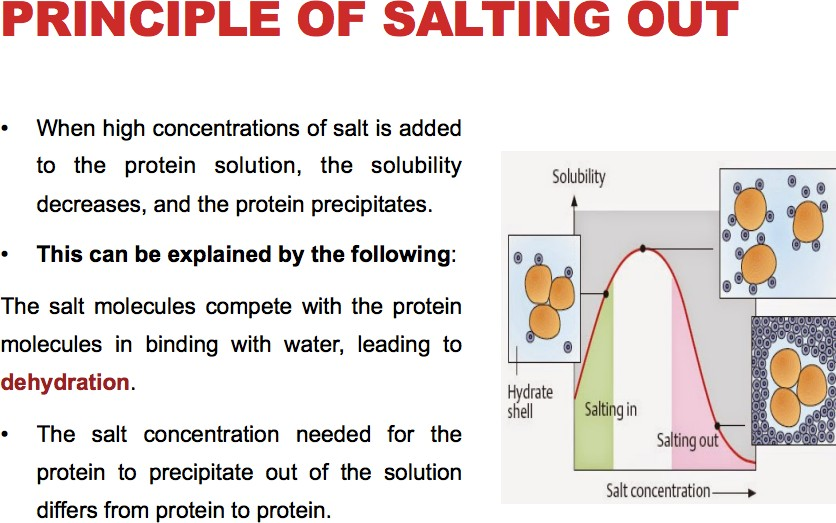 PRINCIPLE OF SALTING OUT
• When high concentrations of salt is added
to the protein solution, the solubility
decreases, and the protein precipitates.
• This can be explained by the following:
The salt molecules compete with the protein
molecules in binding with water, leading to
dehydration.
• The salt concentration needed for the
protein to precipitate out of the solution
differs from protein to protein.
Solubility
Hydrate
shell
Salting in
Salting out
Salt concentration